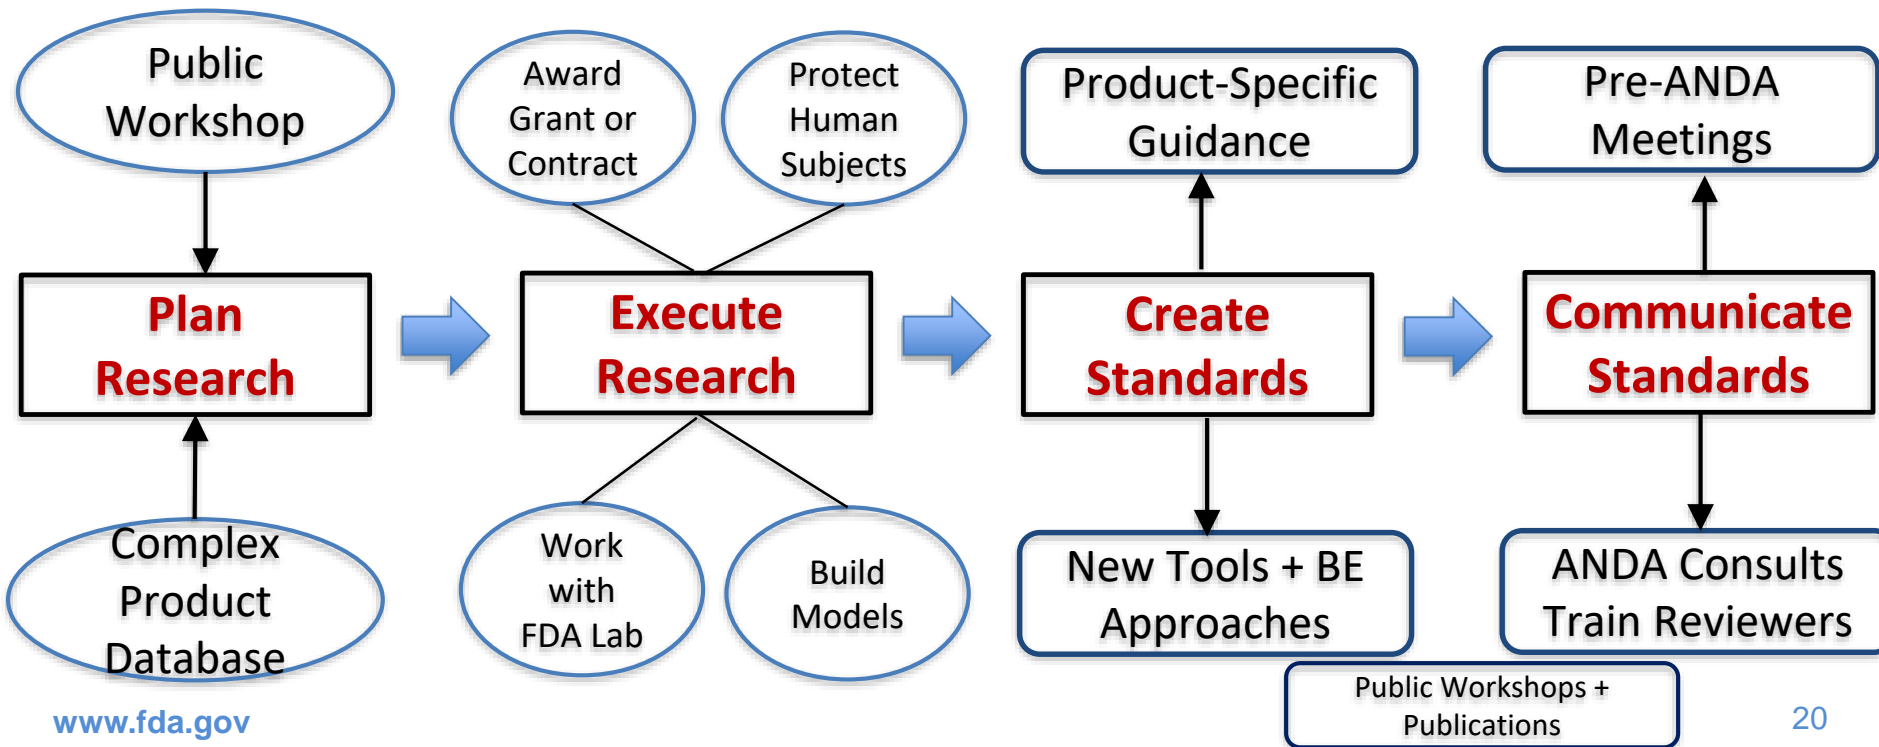 Public
Workshop
Award
Grant or
Contract
Protect
Human
Subjects
Product-Specific
Guidance
Pre-ANDA
Meetings
Plan
Research
Execute
Research
Create
Standards
Communicate
Standards
Complex
Product
Database
Work
with
FDA Lab
Build
Models
New Tools + BE
Approaches
ANDA Consults
Train Reviewers
Public Workshops +
Publications
www.fda.gov
20